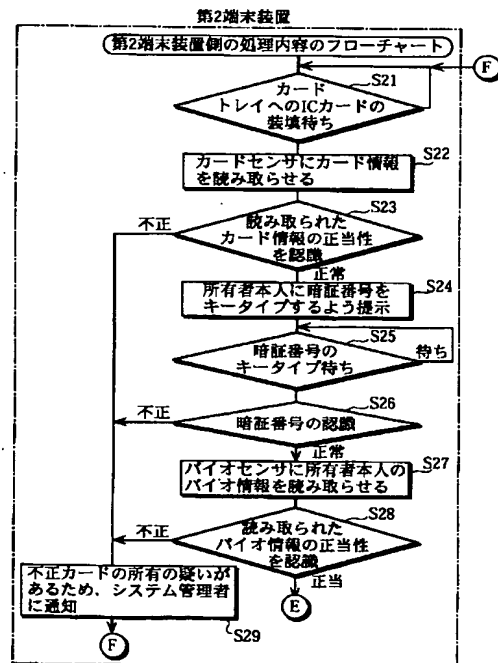 第2端末装置
第2端末装置側の処理内容のフローチャート
F
S21
カード
トレイへのICカードの
装填待ち
S22
カードセンサにカード情報
を読み取らせる
S23
不正
読み取られた
カード情報の正当性
を認識
正常
S24
所有者本人に暗証番号を
キータイプするよう提示
S25
暗証番号の
キータイプ待ち
待ち
S26
不正
暗証番号の認識
正常
S27
バイオセンサに所有者本人の
バイオ情報を読み取らせる
S28
不正
読み取られた
バイオ情報の正当性
を認識
正当
E
不正カードの所有の疑いが
あるため、システム管理者
に通知
S29
F